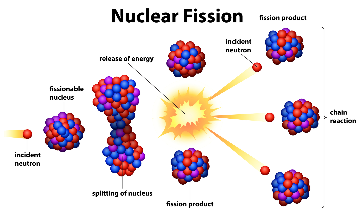 Nuclear Fission
fission product
incident
neutron
release of energy
fissionable
nucleus
chain
reaction
incident
neutron
splitting of nucleus
fission product